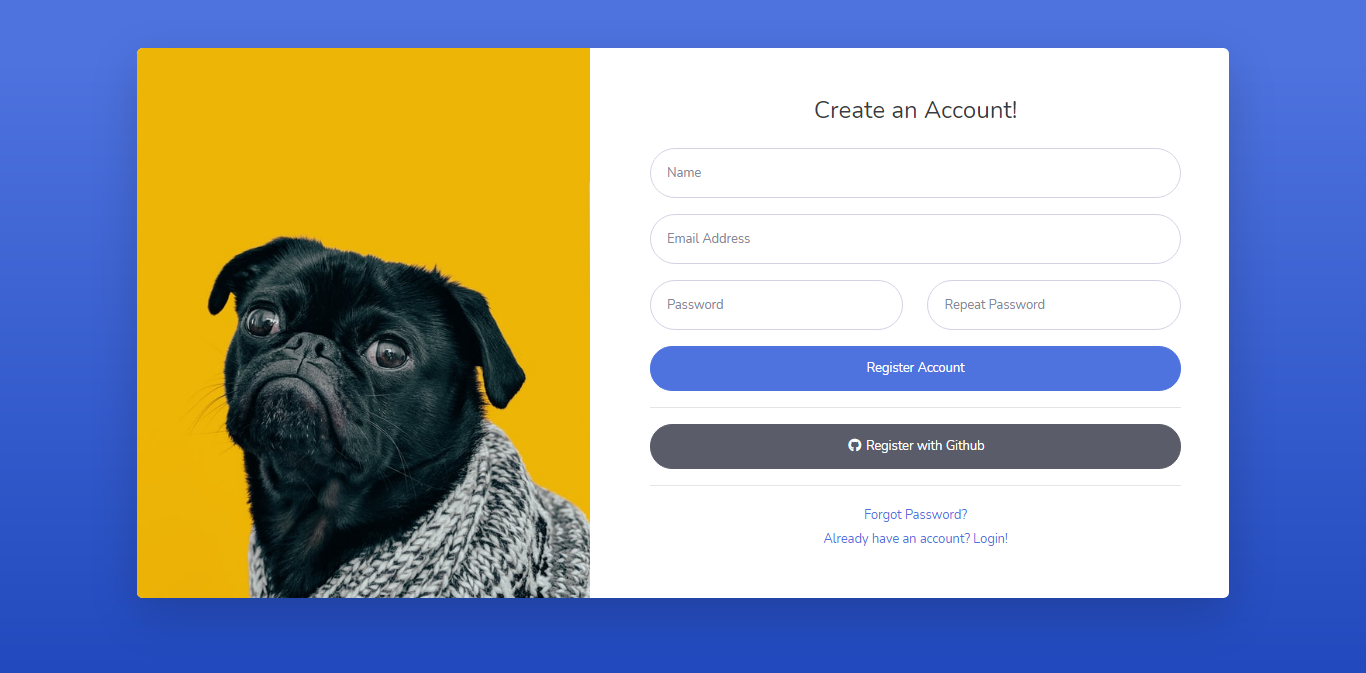 Create an Account!
Name
Email Address
Password
Repeat Password
Register Account
Register with Github
Forgot Password?
Already have an account? Login!